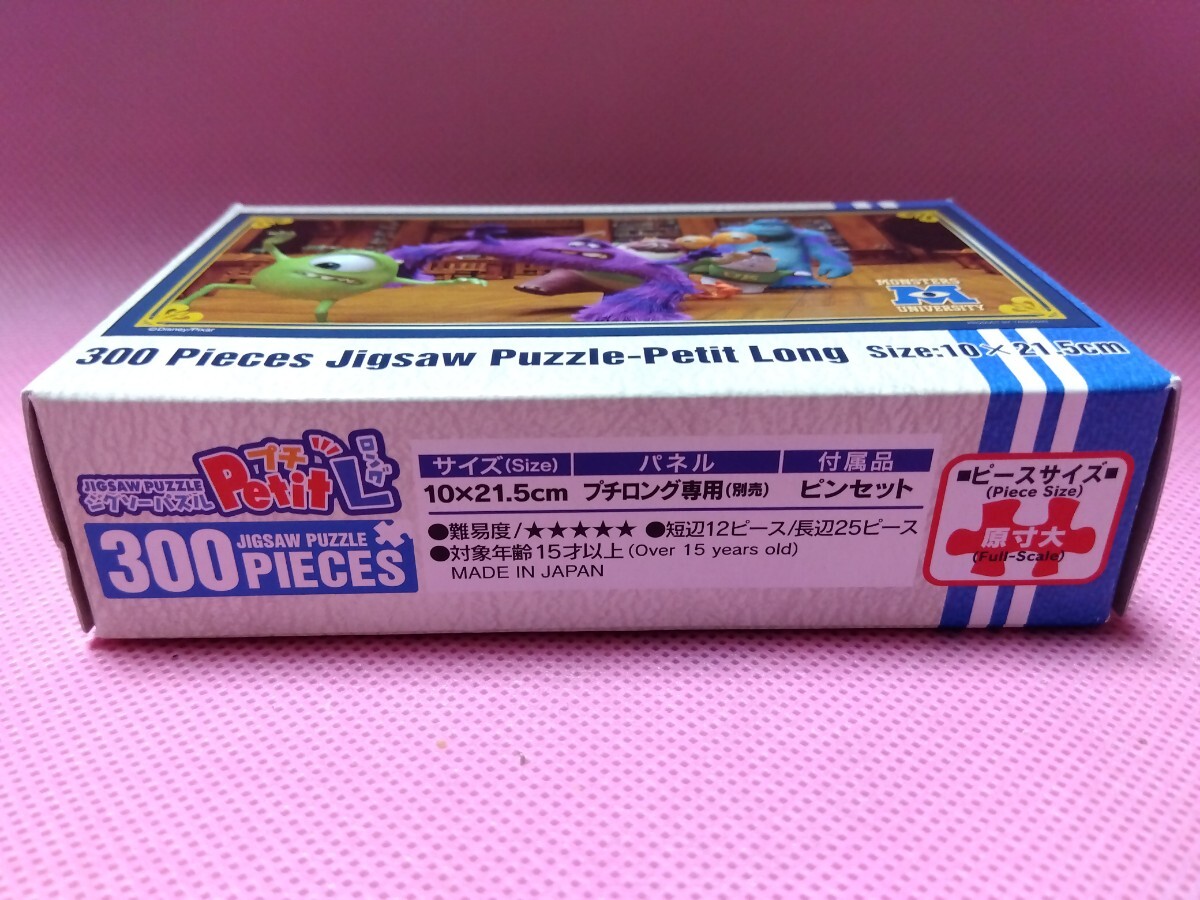 MONSTERS
UNIVERSITY
©Disney/Pixar
300 Pieces Jigsaw Puzzle-Petit Long Size:10×21.5cm
JIGSAW PUZZLE
ジグソーパズル
プチ
Petit L
ロング
300 JIGSAW PUZZLE
PIECES
サイズ(Size) パネル 付属品
10×21.5cm プチロング専用(別売) ピンセット
●難易度/★★★★★ ●短辺12ピース/長辺25ピース
●対象年齢15才以上(Over 15 years old)
MADE IN JAPAN
■ピースサイズ■
(Piece Size)
原寸大
(Full-Scale)